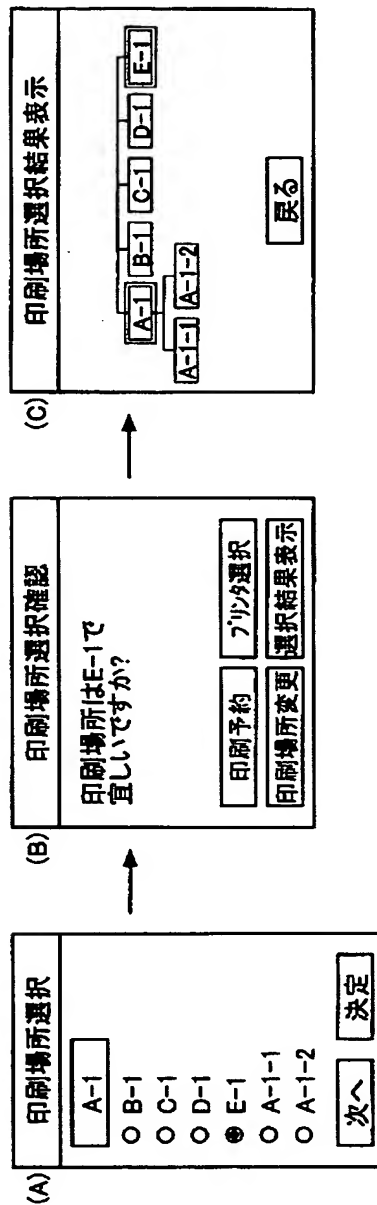 (A)
印刷場所選択
A-1
B-1
C-1
D-1
E-1
A-1-1
A-1-2
次へ
決定
(B)
印刷場所選択確認
印刷場所はE-1で
宜しいですか?
印刷予約
プリンタ選択
印刷場所変更
選択結果表示
(C)
印刷場所選択結果表示
A-1
B-1
C-1
D-1
E-1
A-1-1
A-1-2
戻る